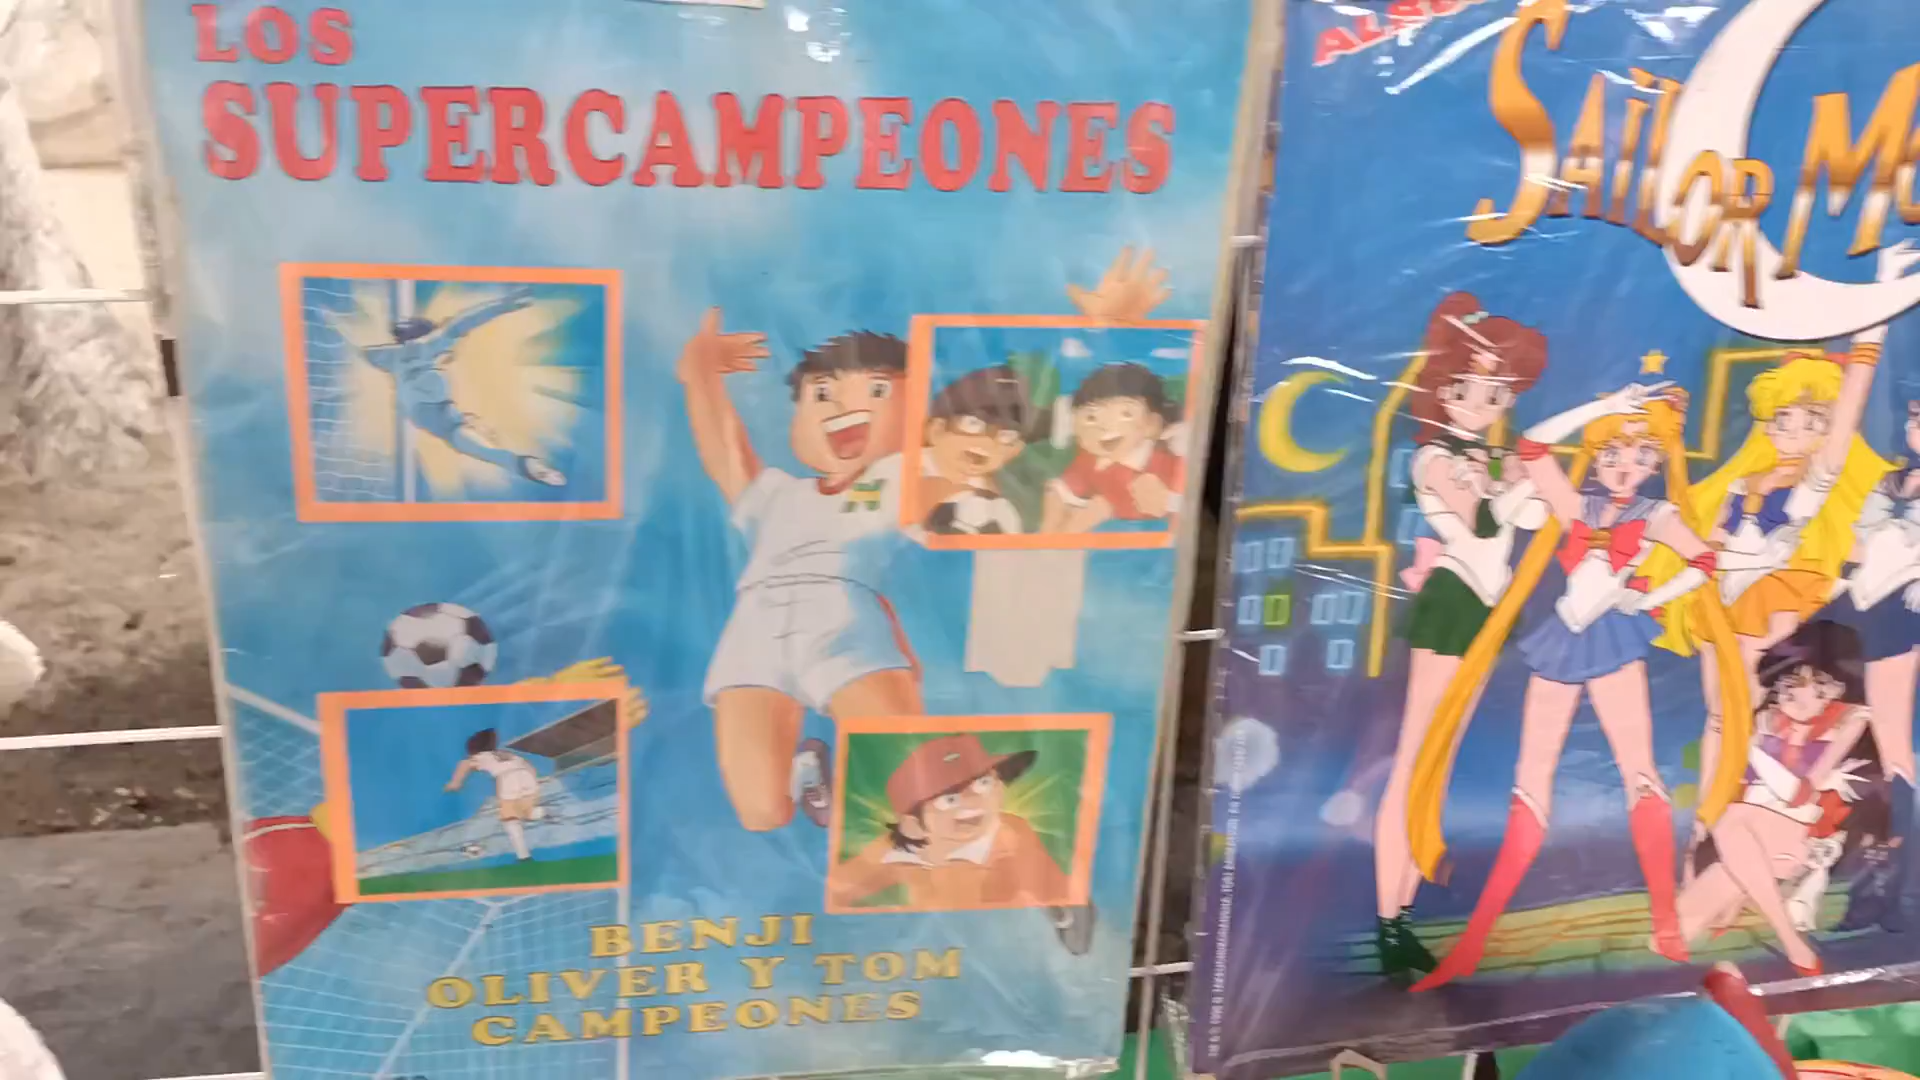 LOS
SUPERCAMPEONES
BENJI
OLIVER Y TOM
CAMPEONES
SAILOR